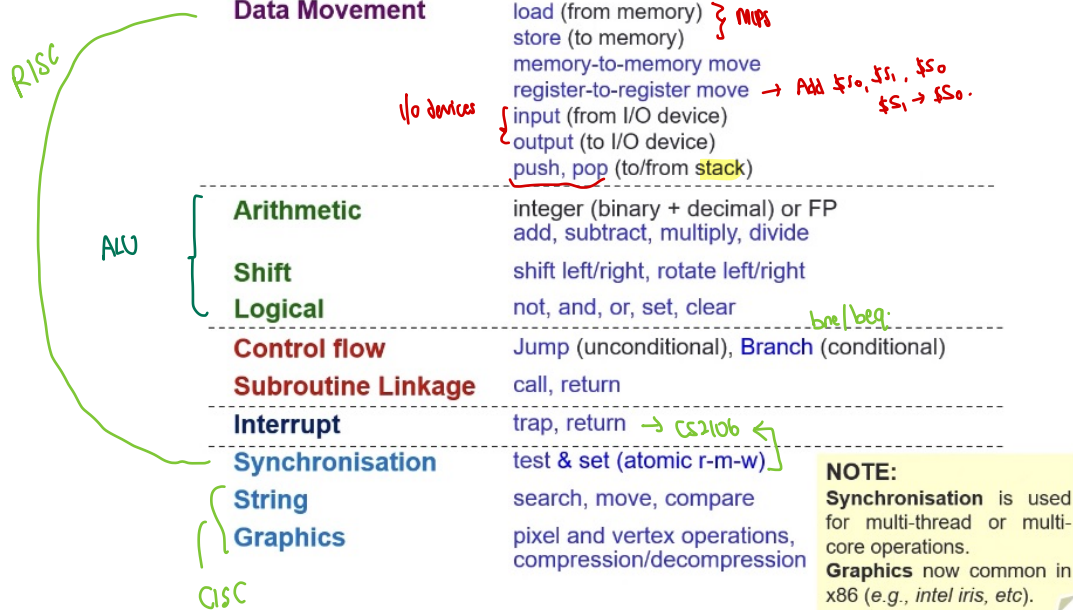 Data Movement load (from memory)
store (to memory)
MIPS
memory-to-memory move
RISC
register-to-register move → Add $s0, $s1, $s0
$s1 → $s0.
I/o devices
input (from I/O device)
output (to I/O device)
push, pop (to/from stack)
Arithmetic integer (binary + decimal) or FP
add, subtract, multiply, divide
ALU
Shift shift left/right, rotate left/right
Logical not, and, or, set, clear
bne/beq.
Control flow Jump (unconditional), Branch (conditional)
Subroutine Linkage call, return
Interrupt trap, return → CS2106
Synchronisation test & set (atomic r-m-w)
String search, move, compare
Graphics pixel and vertex operations,
compression/decompression
CISC
NOTE:
Synchronisation is used
for multi-thread or multi-
core operations.
Graphics now common in
x86 (e.g., intel iris, etc).